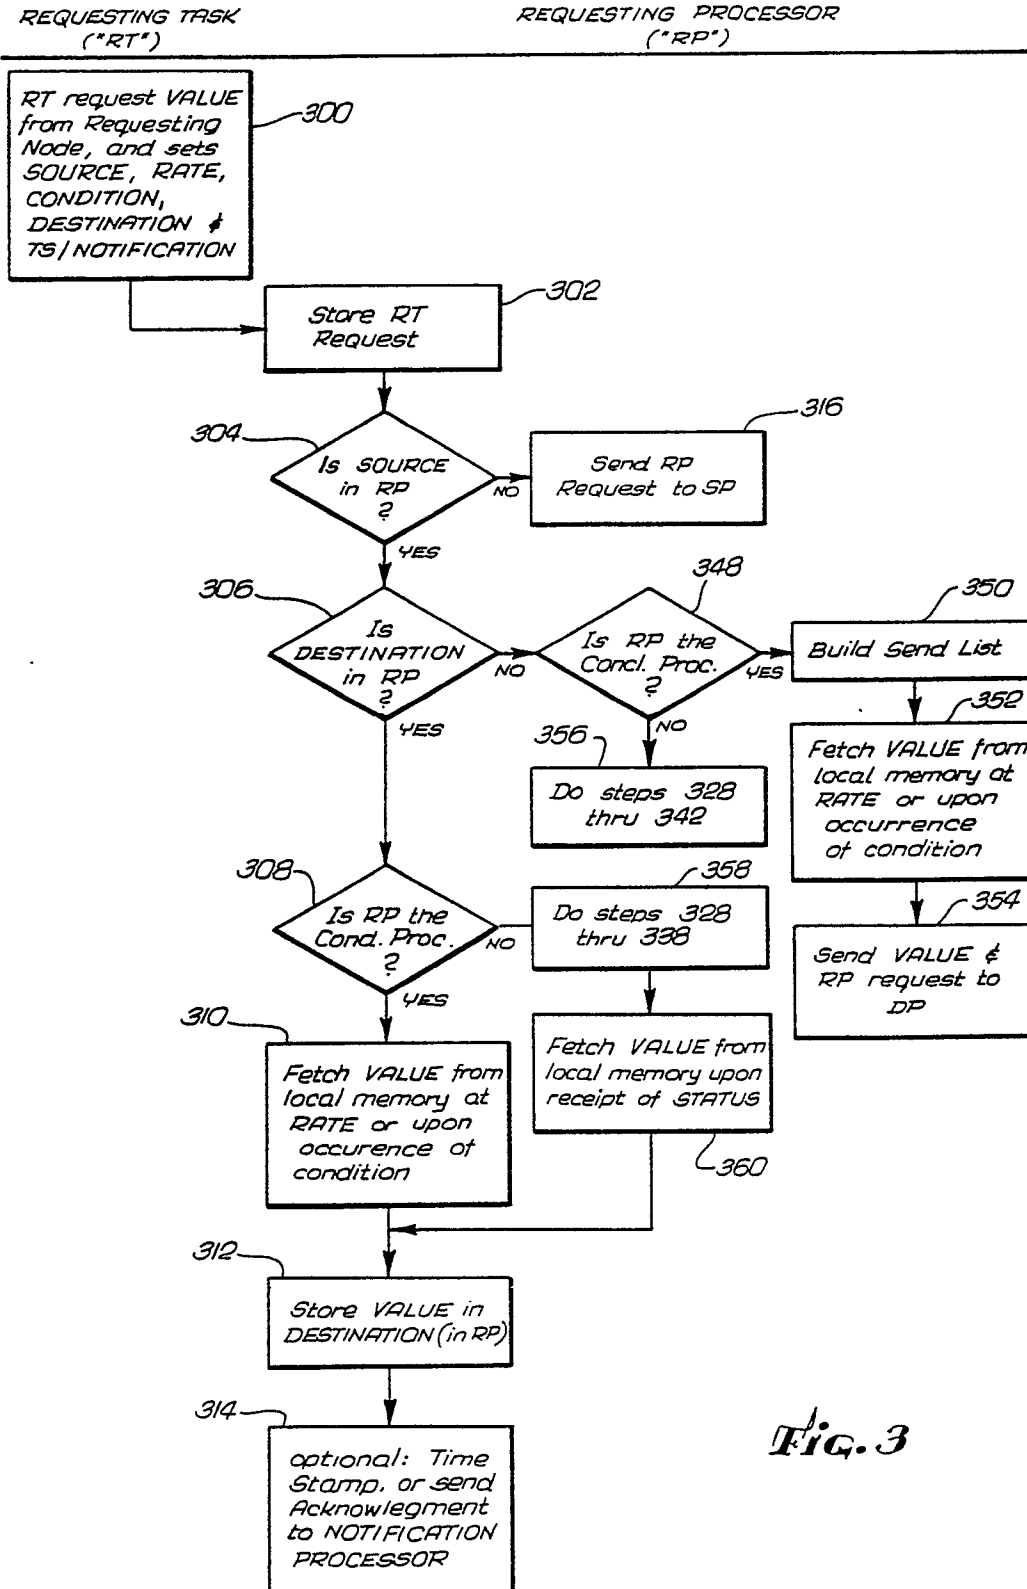 REQUESTING TASK
("RT")
REQUESTING PROCESSOR
("RP")
RT request VALUE
from Requesting
Node, and sets
SOURCE, RATE,
CONDITION,
DESTINATION &
TS/NOTIFICATION
300
Store RT
Request
302
304
Is SOURCE
in RP
?
NO
YES
316
Send RP
Request to SP
306
Is
DESTINATION
in RP
?
NO
YES
348
Is RP the
Concl. Proc.
?
YES
NO
350
Build Send List
352
Fetch VALUE from
local memory at
RATE or upon
occurrence
of condition
354
Send VALUE &
RP request to
DP
356
Do steps 328
thru 342
308
Is RP the
Cond. Proc.
?
NO
YES
358
Do steps 328
thru 338
310
Fetch VALUE from
local memory at
RATE or upon
occurence of
condition
Fetch VALUE from
local memory upon
receipt of STATUS
360
312
Store VALUE in
DESTINATION (in RP)
314
optional: Time
Stamp, or send
Acknowlegment
to NOTIFICATION
PROCESSOR
Fig. 3